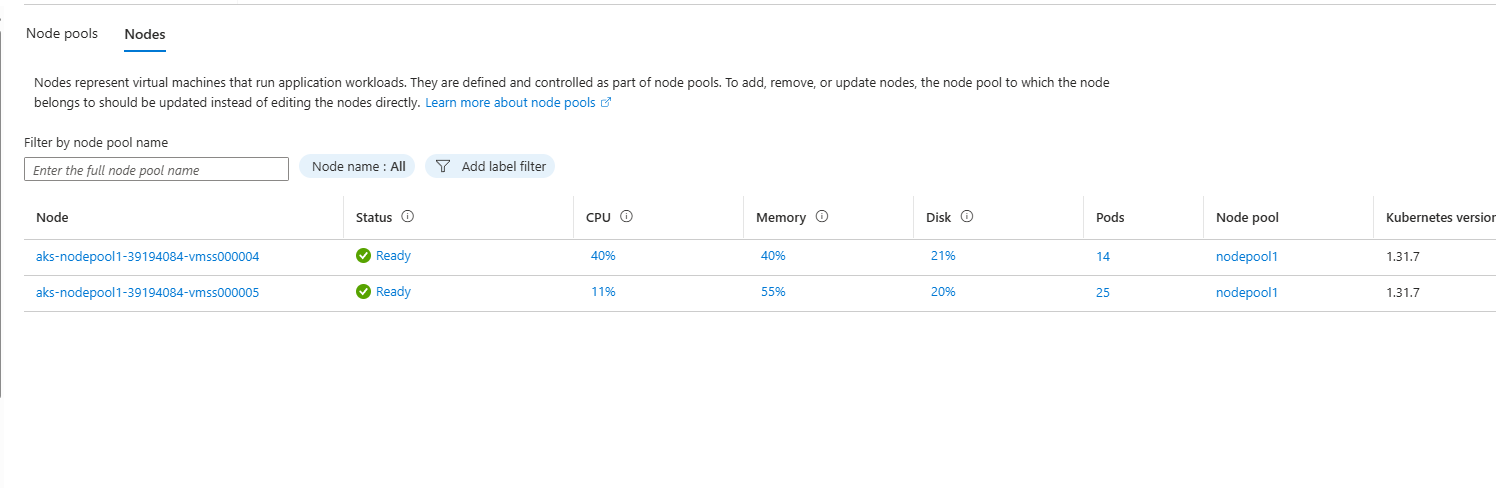 Node pools Nodes
Nodes represent virtual machines that run application workloads. They are defined and controlled as part of node pools. To add, remove, or update nodes, the node pool to which the node
belongs to should be updated instead of editing the nodes directly. Learn more about node pools
Filter by node pool name
Enter the full node pool name Node name : All Add label filter
Node Status CPU Memory Disk Pods Node pool Kubernetes version
aks-nodepool1-39194084-vmss000004 Ready 40% 40% 21% 14 nodepool1 1.31.7
aks-nodepool1-39194084-vmss000005 Ready 11% 55% 20% 25 nodepool1 1.31.7